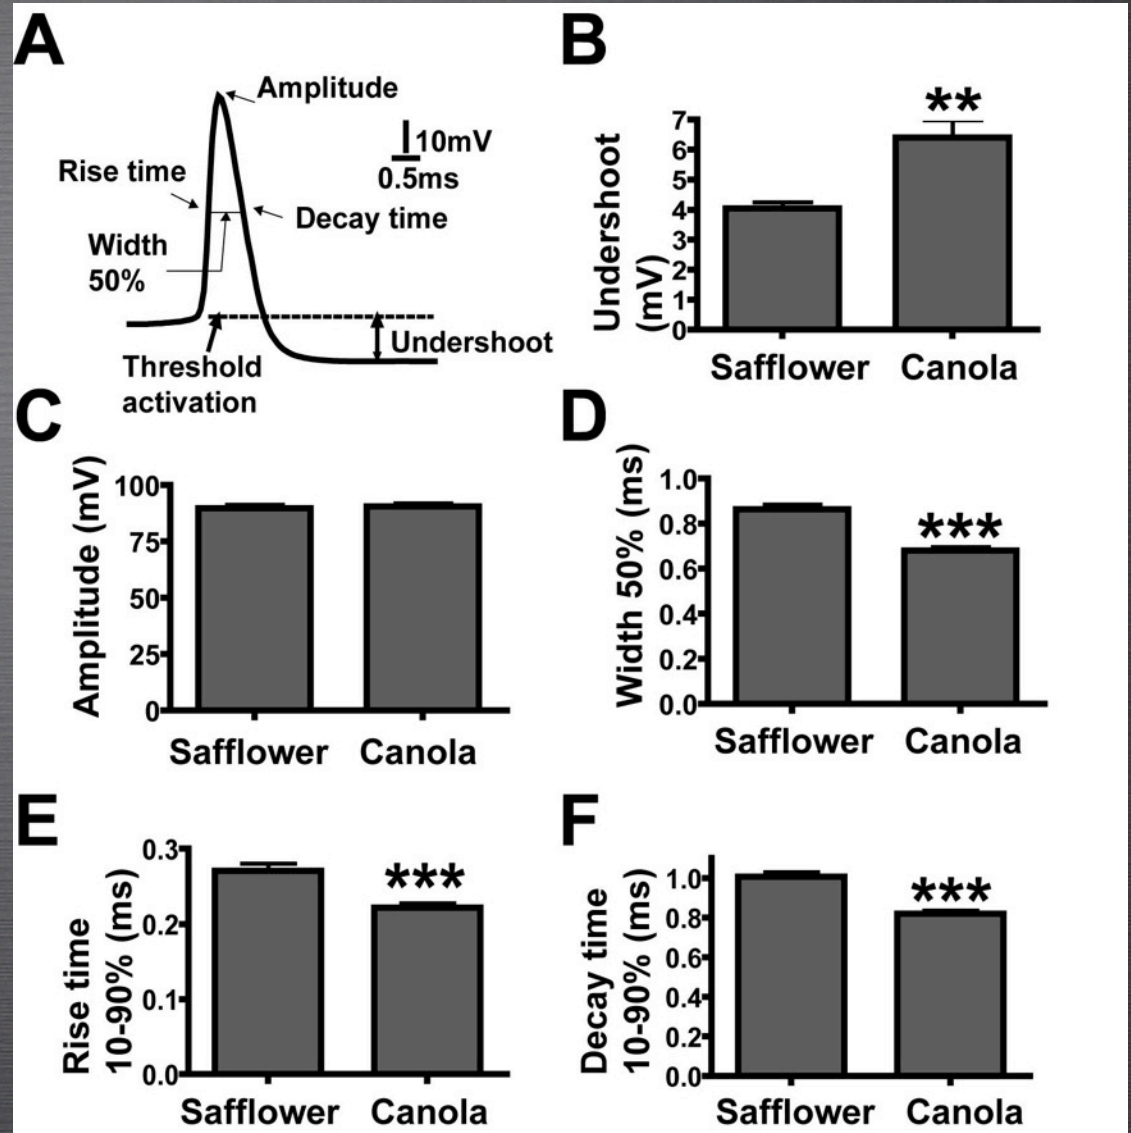 A
Amplitude
10mV
0.5ms
Rise time
Decay time
Width
50%
Undershoot
Threshold
activation
B
**
Undershoot
(mV)
7
6
5
4
3
2
1
0
Safflower Canola
C
Amplitude (mV)
100
75
50
25
0
Safflower Canola
D
***
Width 50% (ms)
1.0
0.8
0.6
0.4
0.2
0.0
Safflower Canola
E
***
Rise time
10-90% (ms)
0.3
0.2
0.1
0.0
Safflower Canola
F
***
Decay time
10-90% (ms)
1.0
0.8
0.6
0.4
0.2
0.0
Safflower Canola